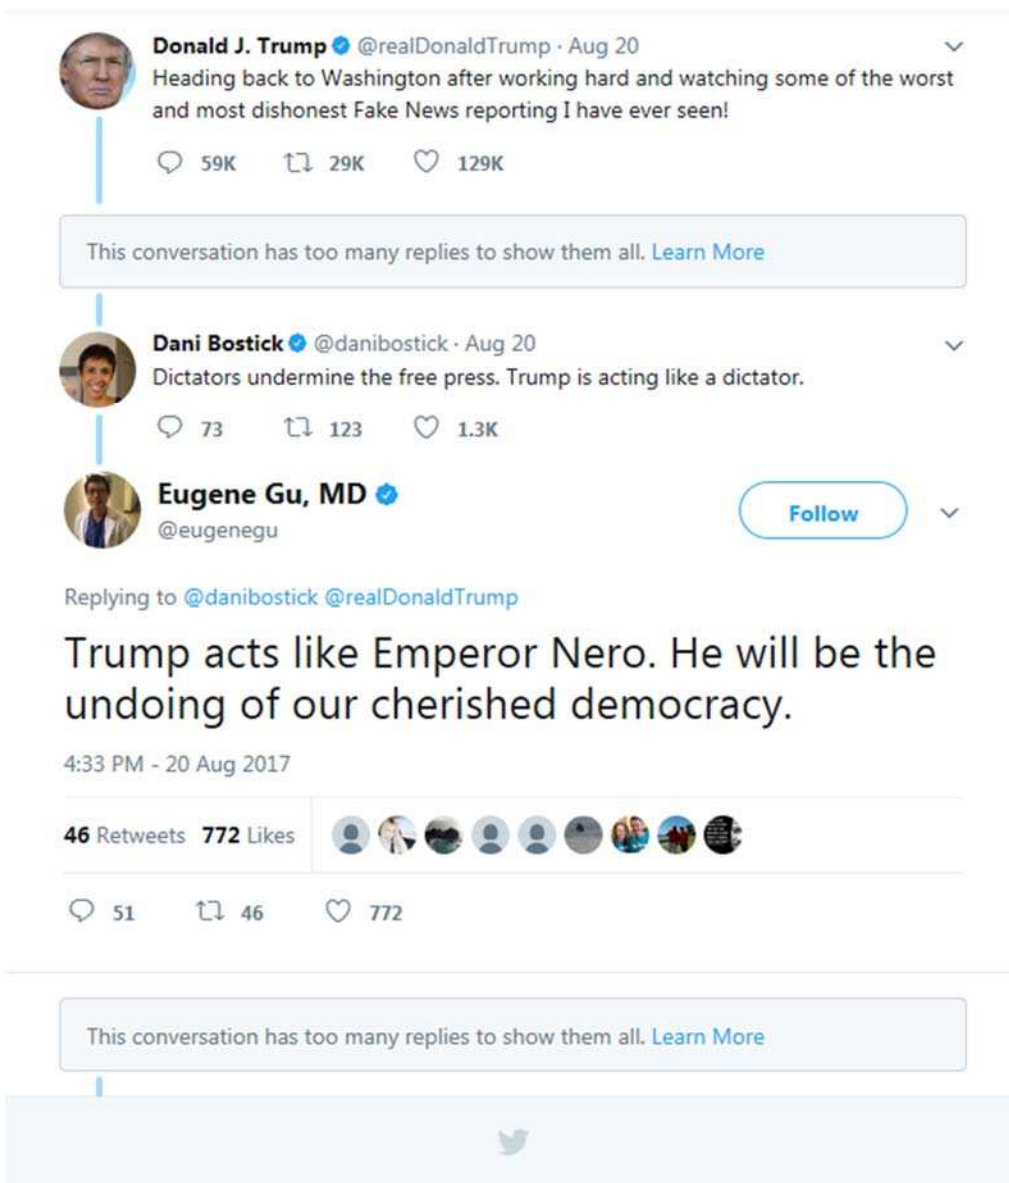 Donald J. Trump @realDonaldTrump · Aug 20
Heading back to Washington after working hard and watching some of the worst
and most dishonest Fake News reporting I have ever seen!
59K 29K 129K
This conversation has too many replies to show them all. Learn More
Dani Bostick @danibostick · Aug 20
Dictators undermine the free press. Trump is acting like a dictator.
73 123 1.3K
Eugene Gu, MD
@eugenegu
Follow
Replying to @danibostick @realDonaldTrump
Trump acts like Emperor Nero. He will be the
undoing of our cherished democracy.
4:33 PM - 20 Aug 2017
46 Retweets 772 Likes
51 46 772
This conversation has too many replies to show them all. Learn More